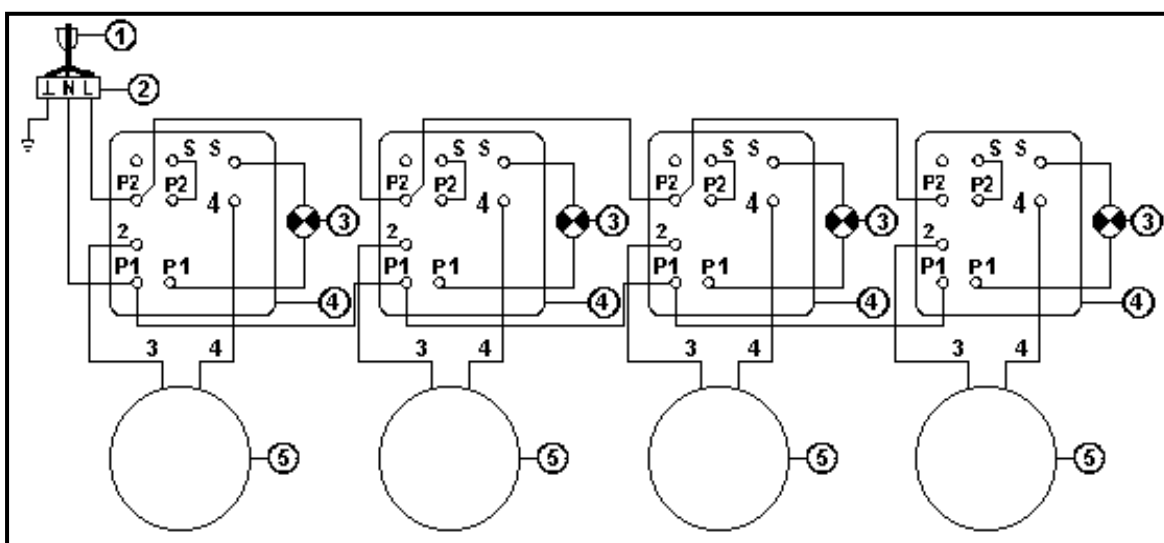 1
⊥ N L 2
S S S S S S S S
P2 P2 P2 P2 P2 P2 P2 P2
4 4 4 4
3 3 3 3
2 2 2 2
P1 P1 P1 P1 P1 P1 P1 P1
4 4 4 4
3 4 3 4 3 4 3 4
5 5 5 5